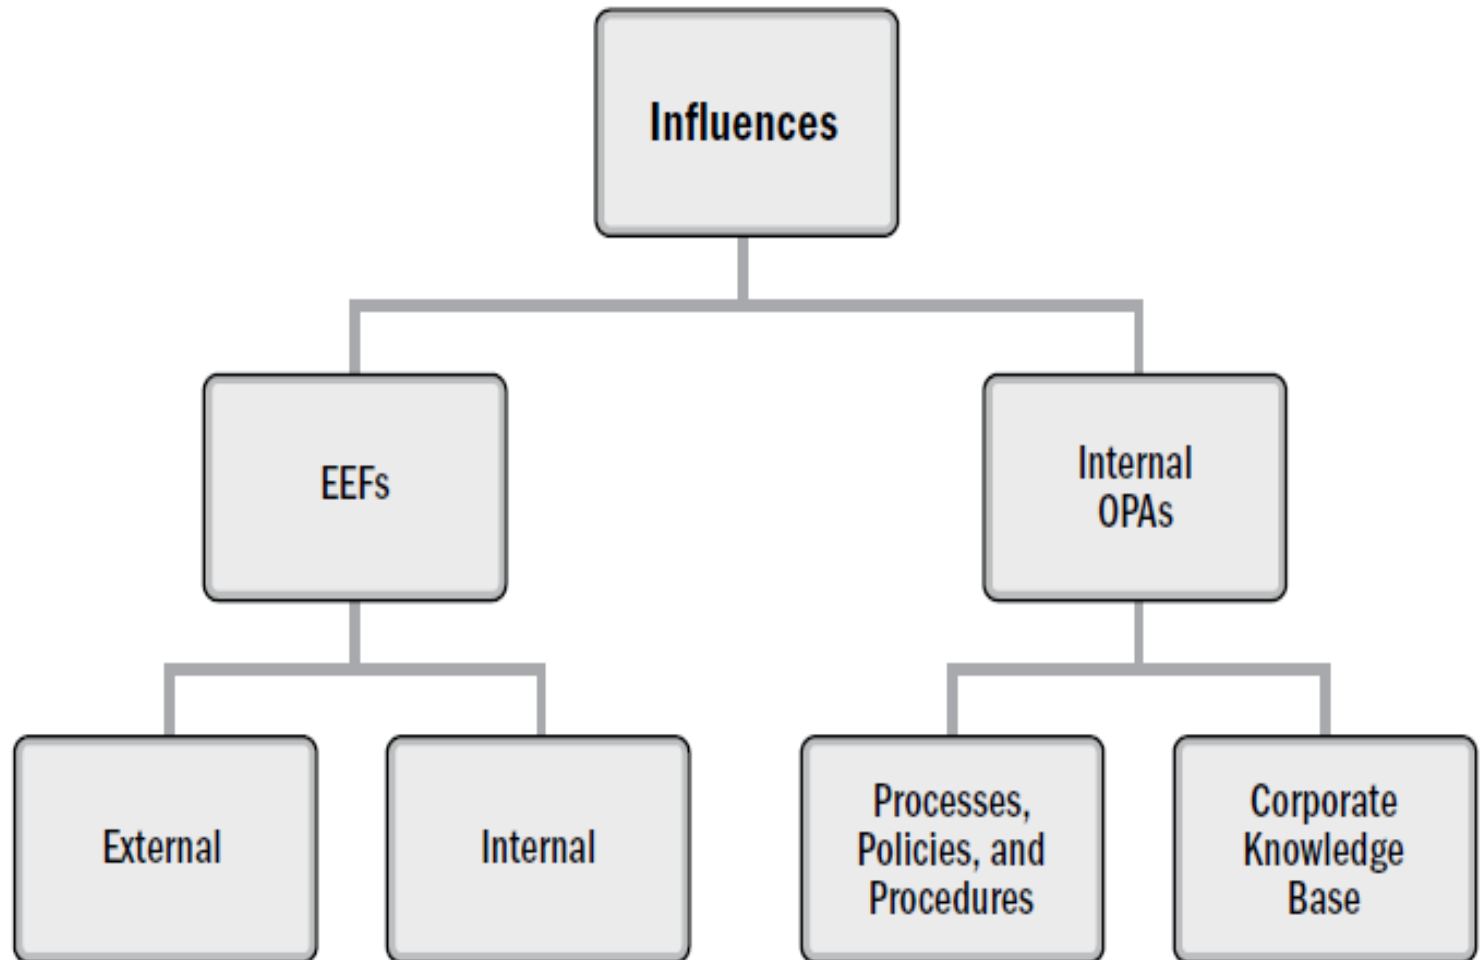 Influences
EEFs
Internal
OPAs
External
Internal
Processes,
Policies, and
Procedures
Corporate
Knowledge
Base